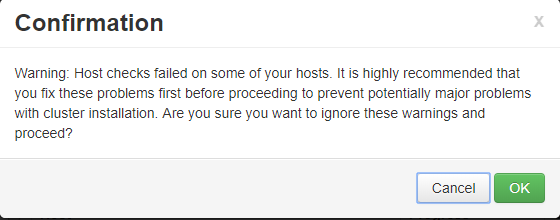 Confirmation
x
Warning: Host checks failed on some of your hosts. It is highly recommended that
you fix these problems first before proceeding to prevent potentially major problems
with cluster installation. Are you sure you want to ignore these warnings and
proceed?
Cancel
OK